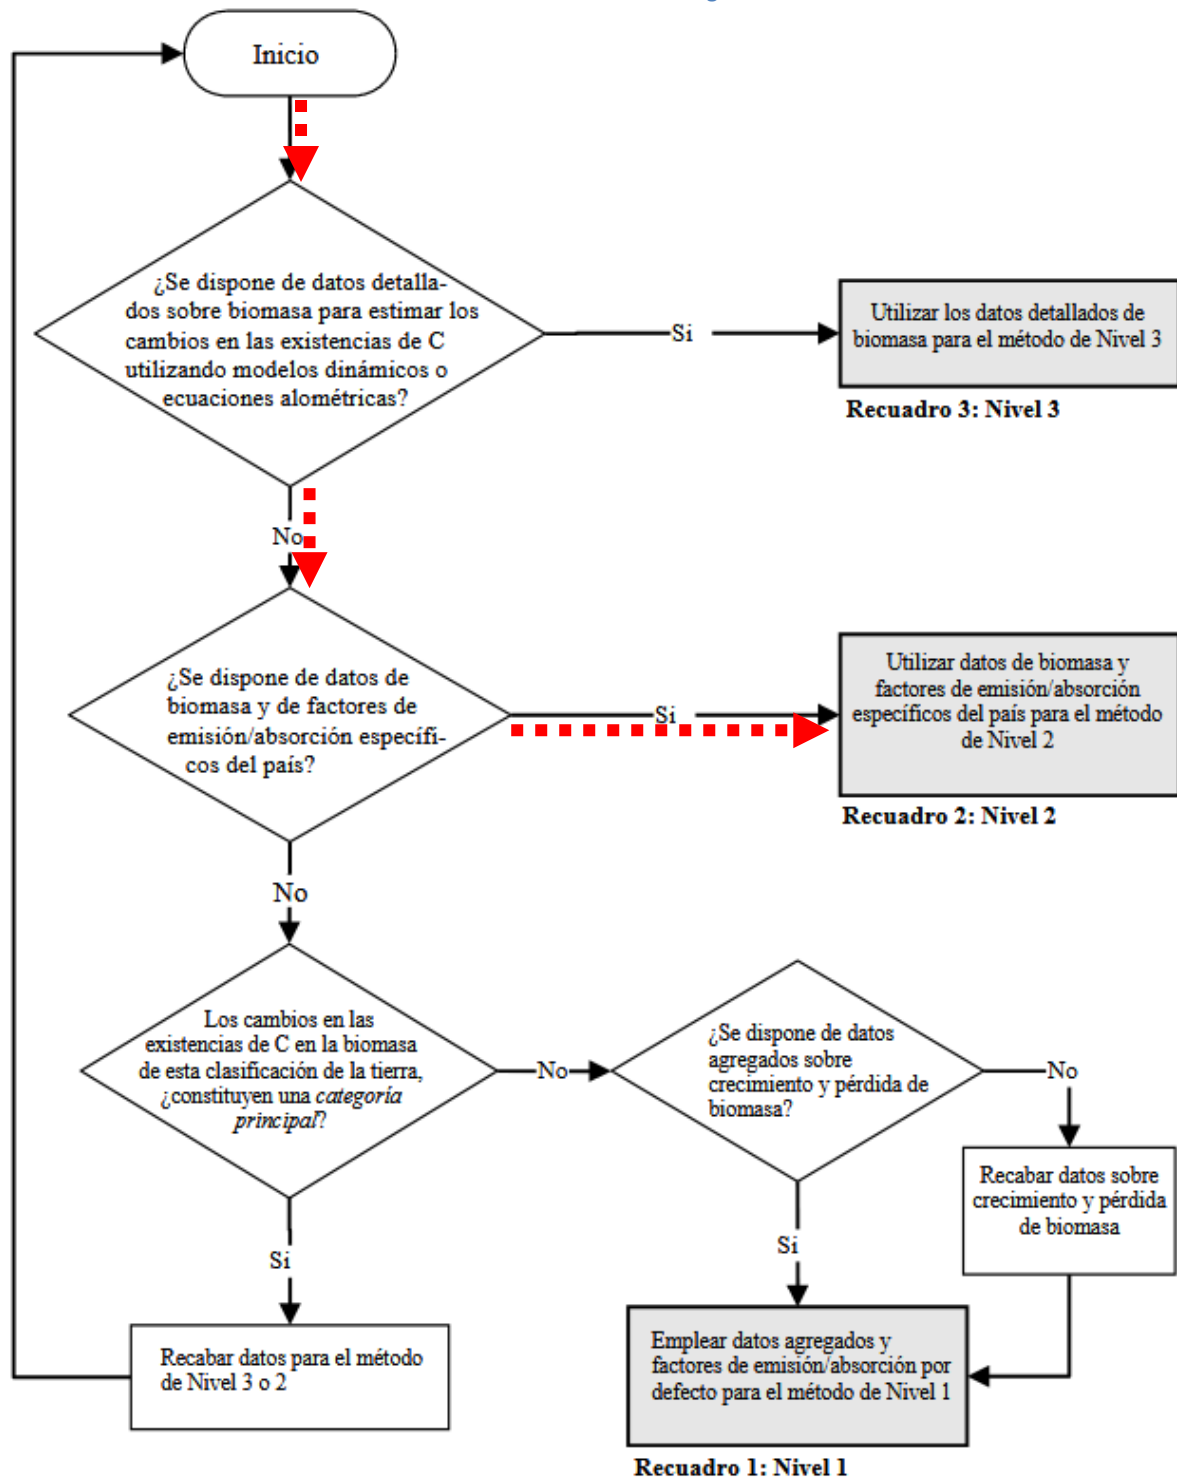 Inicio
¿Se dispone de datos detalla-
dos sobre biomasa para estimar los
cambios en las existencias de C
utilizando modelos dinámicos o
ecuaciones alométricas?
Si
Utilizar los datos detallados de
biomasa para el método de Nivel 3
Recuadro 3: Nivel 3
No
¿Se dispone de datos de
biomasa y de factores de
emisión/absorción específi-
cos del país?
Si
Utilizar datos de biomasa y
factores de emisión/absorción
específicos del país para el método
de Nivel 2
Recuadro 2: Nivel 2
No
Los cambios en las
existencias de C en la biomasa
de esta clasificación de la tierra,
¿constituyen una categoría
principal?
No
¿Se dispone de datos
agregados sobre
crecimiento y pérdida de
biomasa?
No
Recabar datos sobre
crecimiento y pérdida
de biomasa
Si
Si
Recabar datos para el método
de Nivel 3 o 2
Emplear datos agregados y
factores de emisión/absorción por
defecto para el método de Nivel 1
Recuadro 1: Nivel 1